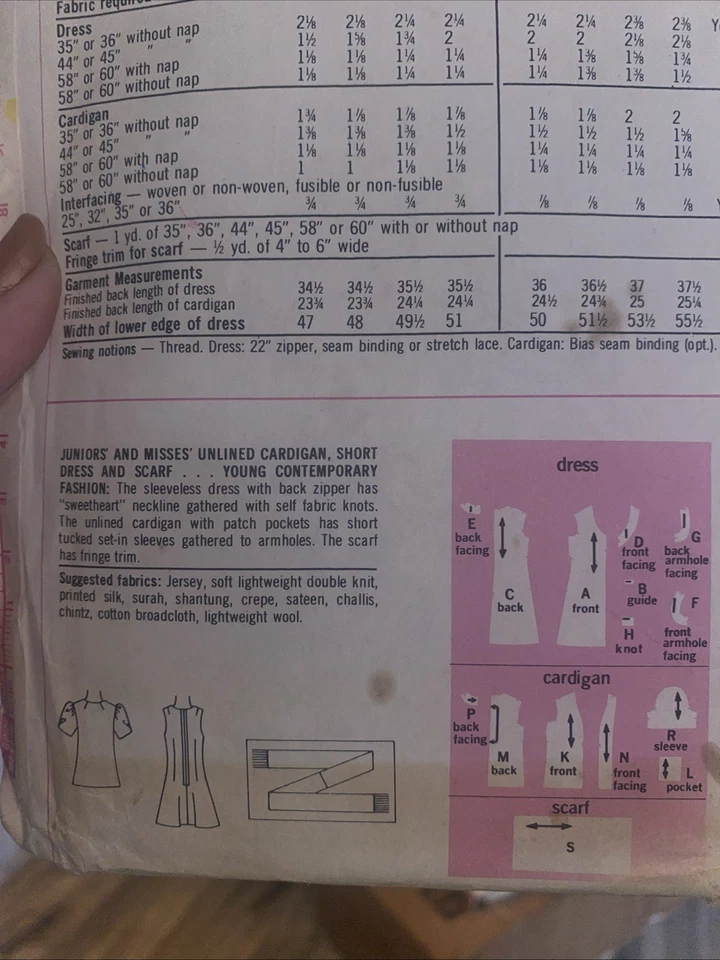 Fabric required
Dress
35" or 36" without nap 2⅛ 2⅛ 2¼ 2¼ 2¼ 2¼ 2⅜ 2⅜
44" or 45" " " 1½ 1⅝ 1¾ 2 2 2 2⅛ 2⅛
58" or 60" with nap 1⅛ 1⅛ 1¼ 1¼ 1¼ 1⅜ 1⅝ 1¾
58" or 60" without nap 1⅛ 1⅛ 1¼ 1¼ 1¼ 1⅜ 1⅜ 1½
Cardigan
35" or 36" without nap 1¾ 1⅞ 1⅞ 1⅞ 1⅞ 1⅞ 2 2
44" or 45" " " 1⅜ 1⅜ 1⅜ 1½ 1½ 1½ 1½ 1⅝
58" or 60" with nap 1⅛ 1⅛ 1⅛ 1⅛ 1¼ 1¼ 1¼ 1¼
58" or 60" without nap 1 1 1⅛ 1⅛ 1⅛ 1⅛ 1⅛ 1⅛
Interfacing — woven or non-woven, fusible or non-fusible
25", 32", 35" or 36" ¾ ¾ ¾ ¾ ⅞ ⅞ ⅞ ⅞
Scarf — 1 yd. of 35", 36", 44", 45", 58" or 60" with or without nap
Fringe trim for scarf — ½ yd. of 4" to 6" wide
Garment Measurements
Finished back length of dress 34½ 34½ 35½ 35½ 36 36½ 37 37½
Finished back length of cardigan 23¾ 23¾ 24¼ 24¼ 24½ 24¾ 25 25¼
Width of lower edge of dress 47 48 49½ 51 50 51½ 53½ 55½
Sewing notions — Thread. Dress: 22" zipper, seam binding or stretch lace. Cardigan: Bias seam binding (opt.).
JUNIORS' AND MISSES' UNLINED CARDIGAN, SHORT
DRESS AND SCARF . . . YOUNG CONTEMPORARY
FASHION: The sleeveless dress with back zipper has
"sweetheart" neckline gathered with self fabric knots.
The unlined cardigan with patch pockets has short
tucked set-in sleeves gathered to armholes. The scarf
has fringe trim.
Suggested fabrics: Jersey, soft lightweight double knit,
printed silk, surah, shantung, crepe, sateen, challis,
chintz, cotton broadcloth, lightweight wool.
dress
E
back
facing
C
back
A
front
D
front
facing
G
back
armhole
facing
B
guide
H
knot
F
front
armhole
facing
cardigan
P
back
facing
M
back
K
front
N
front
facing
R
sleeve
L
pocket
scarf
S